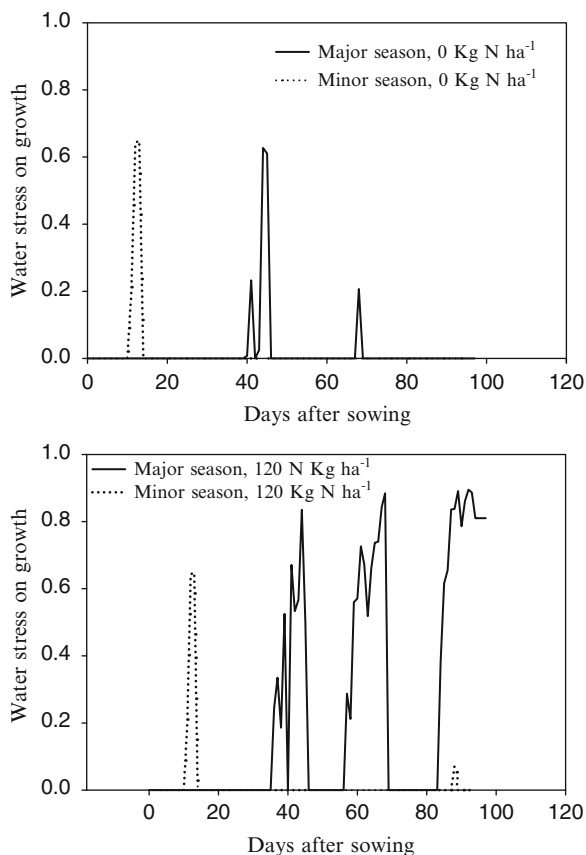 1.0
0.8
0.6
0.4
0.2
0.0
Water stress on growth
Major season, 0 Kg N ha⁻¹
Minor season, 0 Kg N ha⁻¹
0 20 40 60 80 100 120
Days after sowing
1.0
0.8
0.6
0.4
0.2
0.0
Water stress on growth
Major season, 120 N Kg ha⁻¹
Minor season, 120 Kg N ha⁻¹
0 20 40 60 80 100 120
Days after sowing